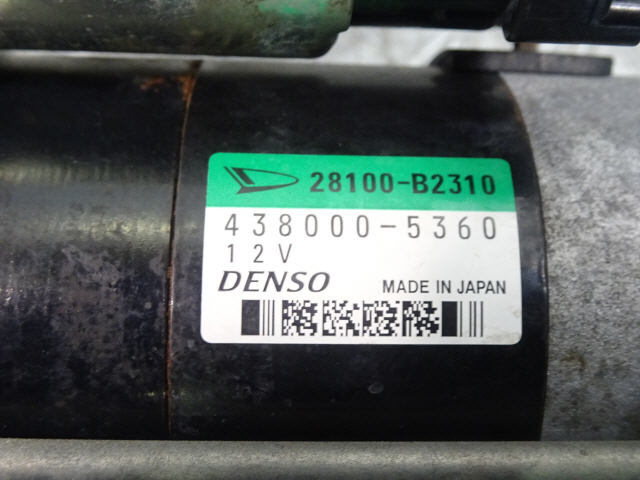 28100-B2310
438000-5360
12V
DENSO MADE IN JAPAN